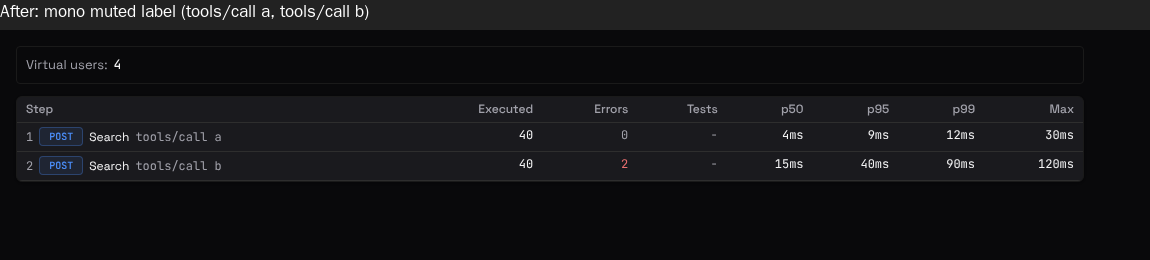 After: mono muted label (tools/call a, tools/call b)
Virtual users: 4
Step Executed Errors Tests p50 p95 p99 Max
1 POST Search tools/call a 40 0 - 4ms 9ms 12ms 30ms
2 POST Search tools/call b 40 2 - 15ms 40ms 90ms 120ms